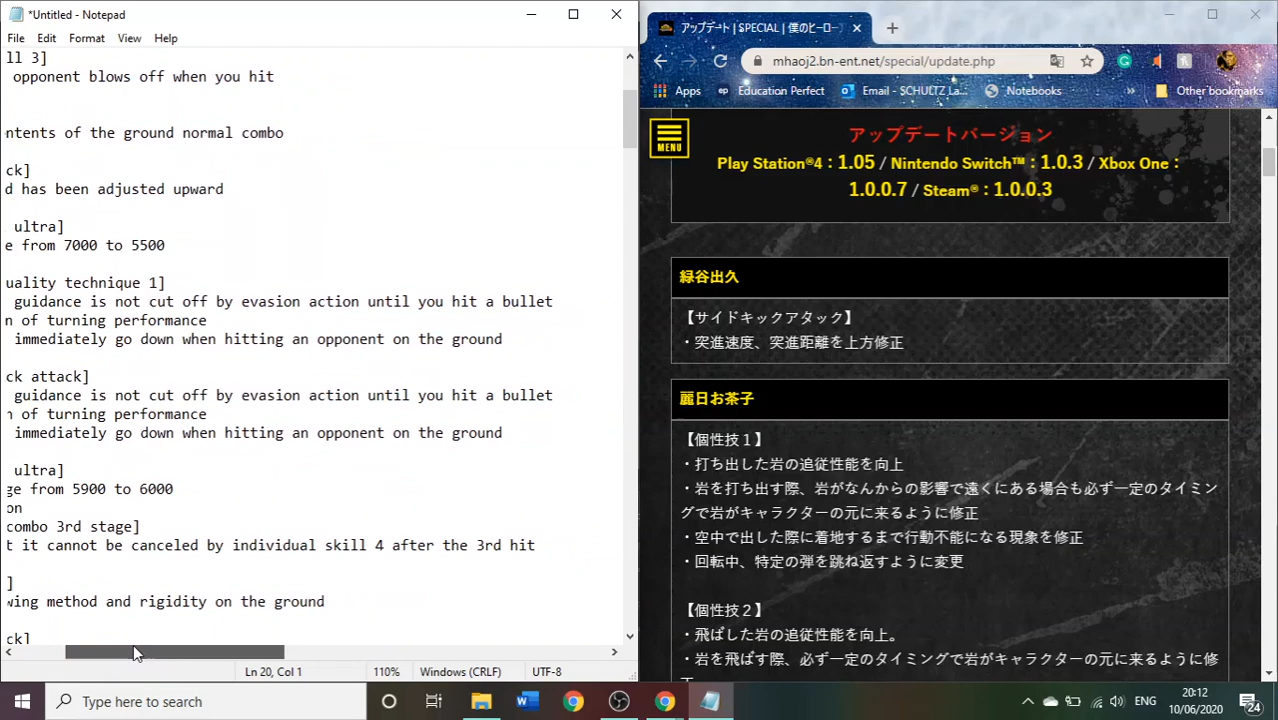 *Untitled - Notepad
File Edit Format View Help
ll 3]
opponent blows off when you hit
ntents of the ground normal combo
ck]
d has been adjusted upward
ultra]
e from 7000 to 5500
uality technique 1]
guidance is not cut off by evasion action until you hit a bullet
n of turning performance
immediately go down when hitting an opponent on the ground
ck attack]
guidance is not cut off by evasion action until you hit a bullet
n of turning performance
immediately go down when hitting an opponent on the ground
ultra]
ge from 5900 to 6000
on
combo 3rd stage]
t it cannot be canceled by individual skill 4 after the 3rd hit
]
wing method and rigidity on the ground
ck]
Ln 20, Col 1 110% Windows (CRLF) UTF-8
アップデート | SPECIAL | 僕のヒーロー
mhaoj2.bn-ent.net/special/update.php
Apps Education Perfect Email - SCHULTZ La... Notebooks Other bookmarks
MENU
アップデートバージョン
Play Station®4 : 1.05 / Nintendo Switch™ : 1.0.3 / Xbox One :
1.0.0.7 / Steam® : 1.0.0.3
緑谷出久
【サイドキックアタック】
・突進速度、突進距離を上方修正
麗日お茶子
【個性技１】
・打ち出した岩の追従性能を向上
・岩を打ち出す際、岩がなんからの影響で遠くにある場合も必ず一定のタイミン
グで岩がキャラクターの元に来るように修正
・空中で出した際に着地するまで行動不能になる現象を修正
・回転中、特定の弾を跳ね返すように変更
【個性技２】
・飛ばした岩の追従性能を向上。
・岩を飛ばす際、必ず一定のタイミングで岩がキャラクターの元に来るように修
Type here to search
ENG
20:12
10/06/2020
24